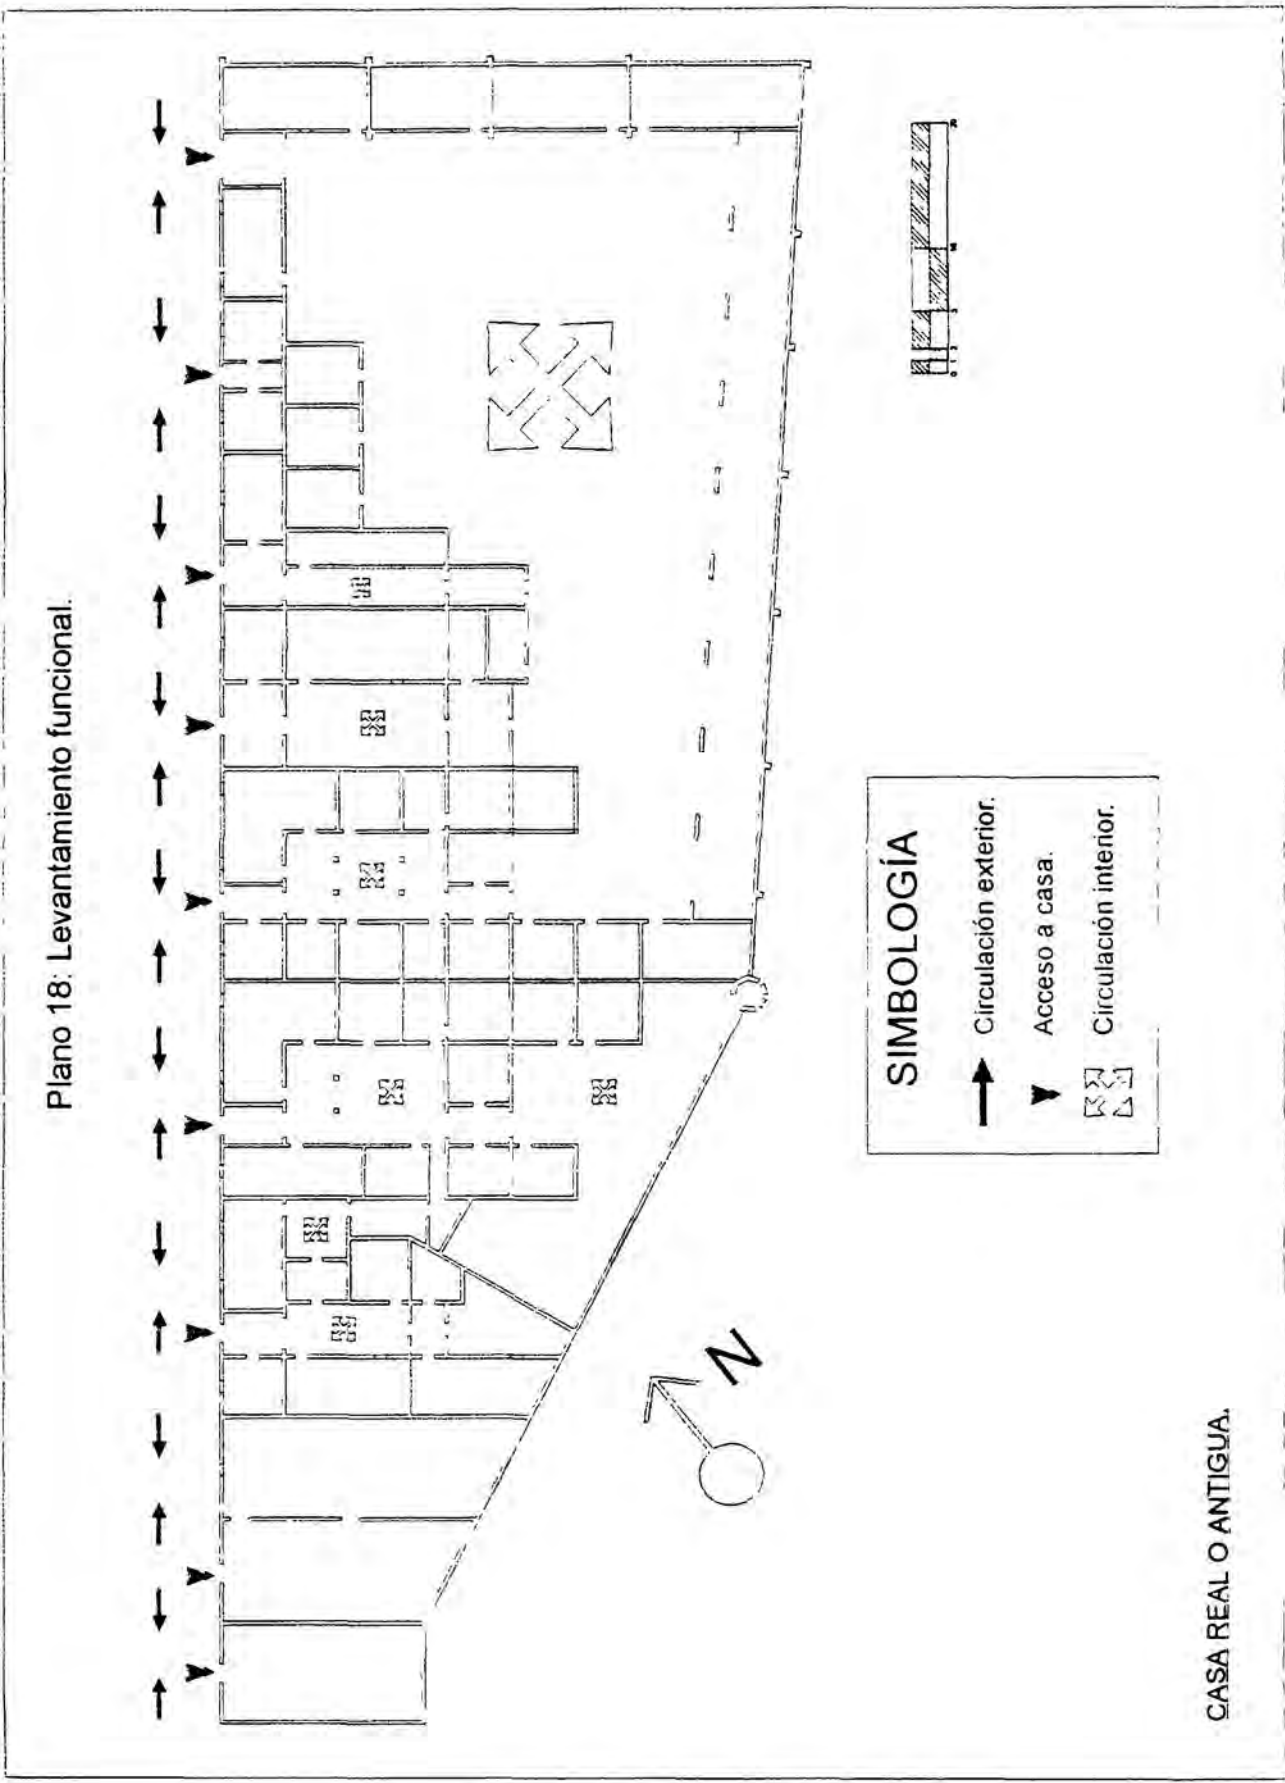 Plano 18: Levantamiento funcional.
N
SIMBOLOGÍA
Circulación exterior.
Acceso a casa.
Circulación interior.
CASA REAL O ANTIGUA.